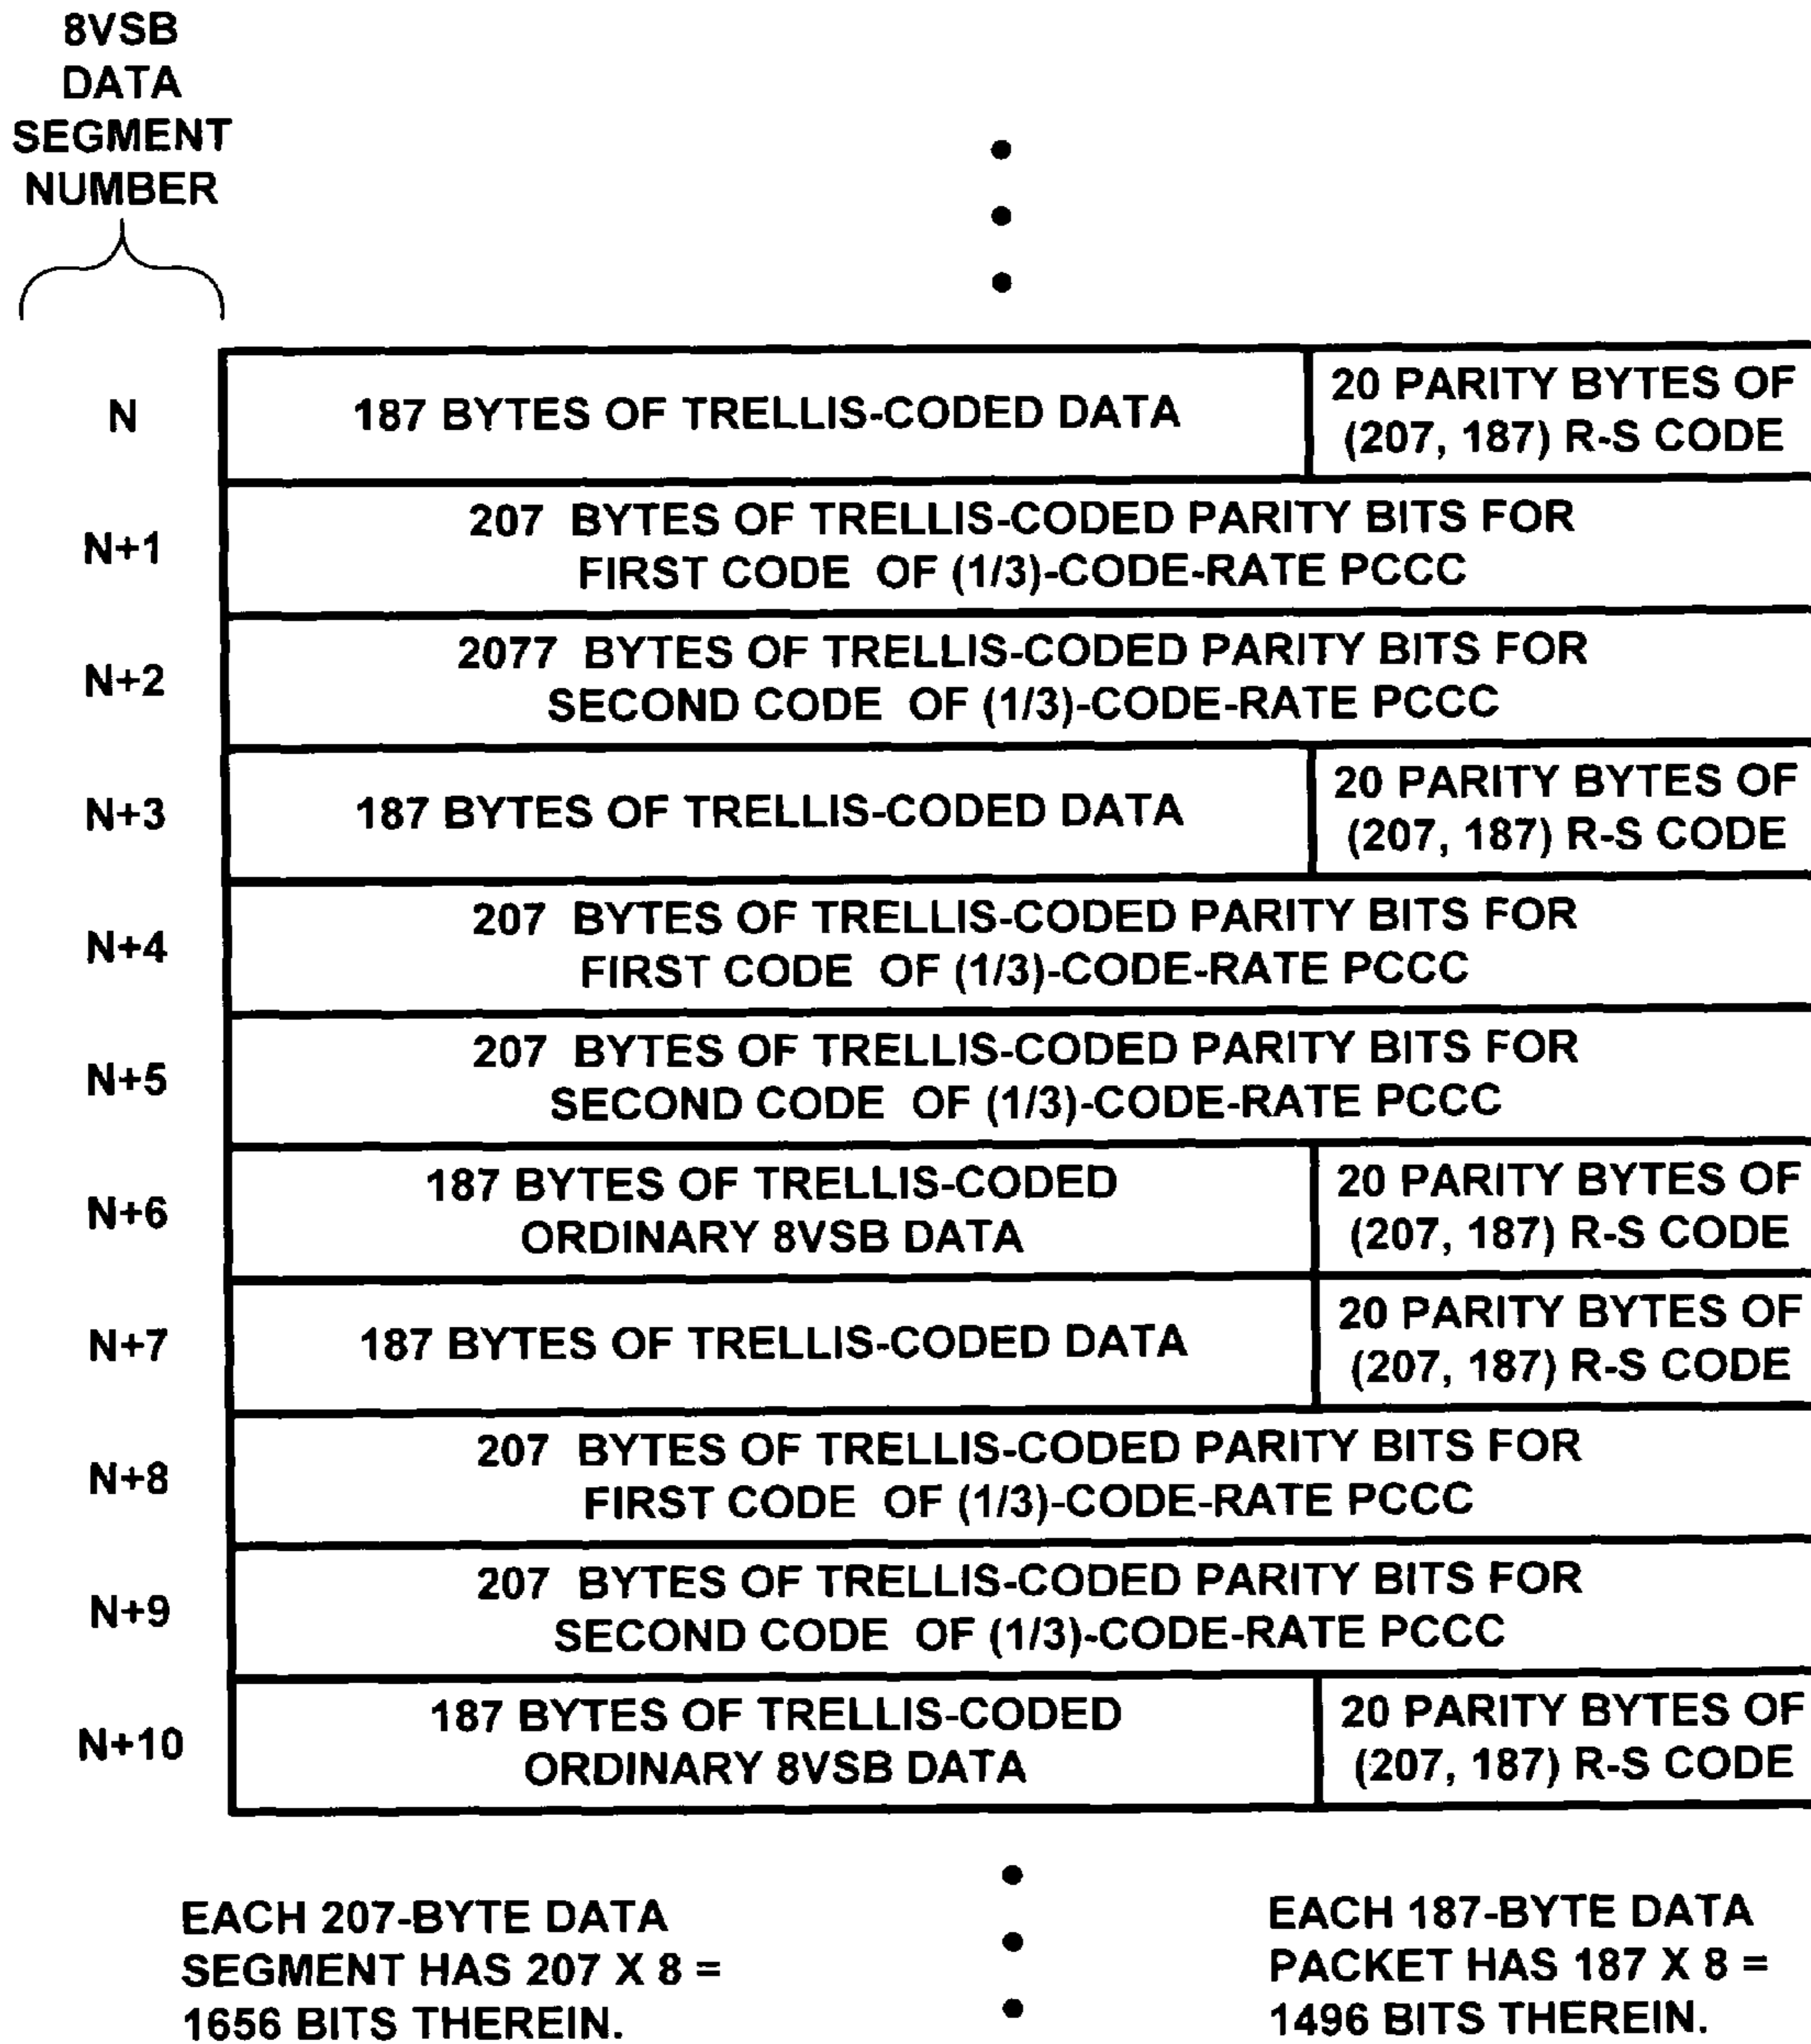 8VSB
DATA
SEGMENT
NUMBER
N
187 BYTES OF TRELLIS-CODED DATA
20 PARITY BYTES OF
(207, 187) R-S CODE
N+1
207 BYTES OF TRELLIS-CODED PARITY BITS FOR
FIRST CODE OF (1/3)-CODE-RATE PCCC
N+2
2077 BYTES OF TRELLIS-CODED PARITY BITS FOR
SECOND CODE OF (1/3)-CODE-RATE PCCC
N+3
187 BYTES OF TRELLIS-CODED DATA
20 PARITY BYTES OF
(207, 187) R-S CODE
N+4
207 BYTES OF TRELLIS-CODED PARITY BITS FOR
FIRST CODE OF (1/3)-CODE-RATE PCCC
N+5
207 BYTES OF TRELLIS-CODED PARITY BITS FOR
SECOND CODE OF (1/3)-CODE-RATE PCCC
N+6
187 BYTES OF TRELLIS-CODED
ORDINARY 8VSB DATA
20 PARITY BYTES OF
(207, 187) R-S CODE
N+7
187 BYTES OF TRELLIS-CODED DATA
20 PARITY BYTES OF
(207, 187) R-S CODE
N+8
207 BYTES OF TRELLIS-CODED PARITY BITS FOR
FIRST CODE OF (1/3)-CODE-RATE PCCC
N+9
207 BYTES OF TRELLIS-CODED PARITY BITS FOR
SECOND CODE OF (1/3)-CODE-RATE PCCC
N+10
187 BYTES OF TRELLIS-CODED
ORDINARY 8VSB DATA
20 PARITY BYTES OF
(207, 187) R-S CODE
EACH 207-BYTE DATA
SEGMENT HAS 207 X 8 =
1656 BITS THEREIN.
EACH 187-BYTE DATA
PACKET HAS 187 X 8 =
1496 BITS THEREIN.